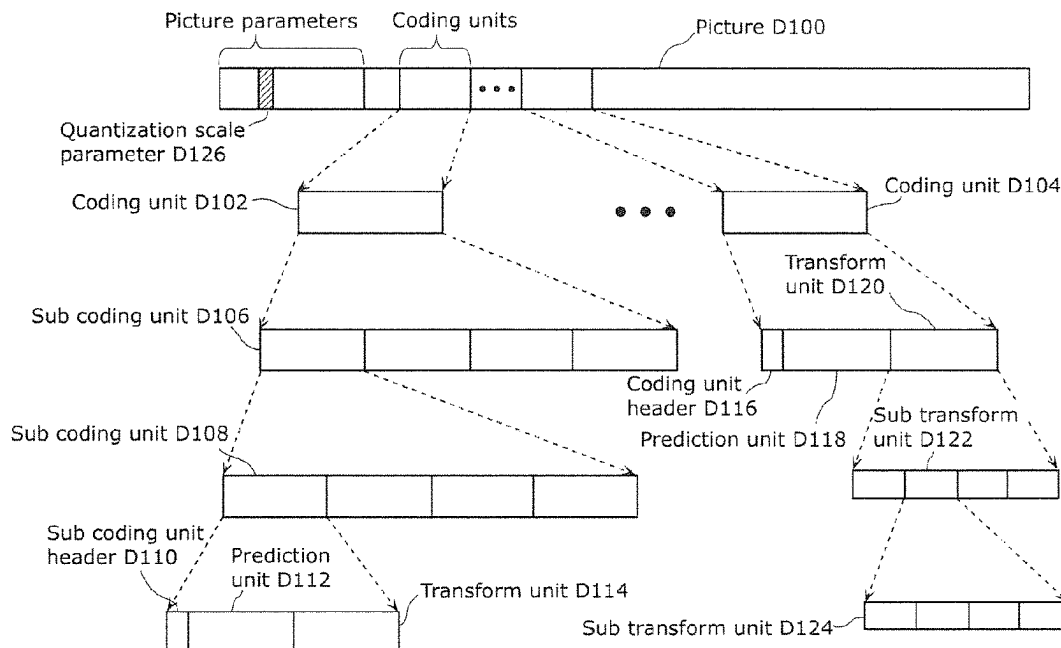 Picture parameters
Coding units
Picture D100
Quantization scale
parameter D126
Coding unit D102
Coding unit D104
Transform
unit D120
Sub coding unit D106
Coding unit
header D116
Prediction unit D118
Sub transform
unit D122
Sub coding unit D108
Sub coding unit
header D110
Prediction
unit D112
Transform unit D114
Sub transform unit D124